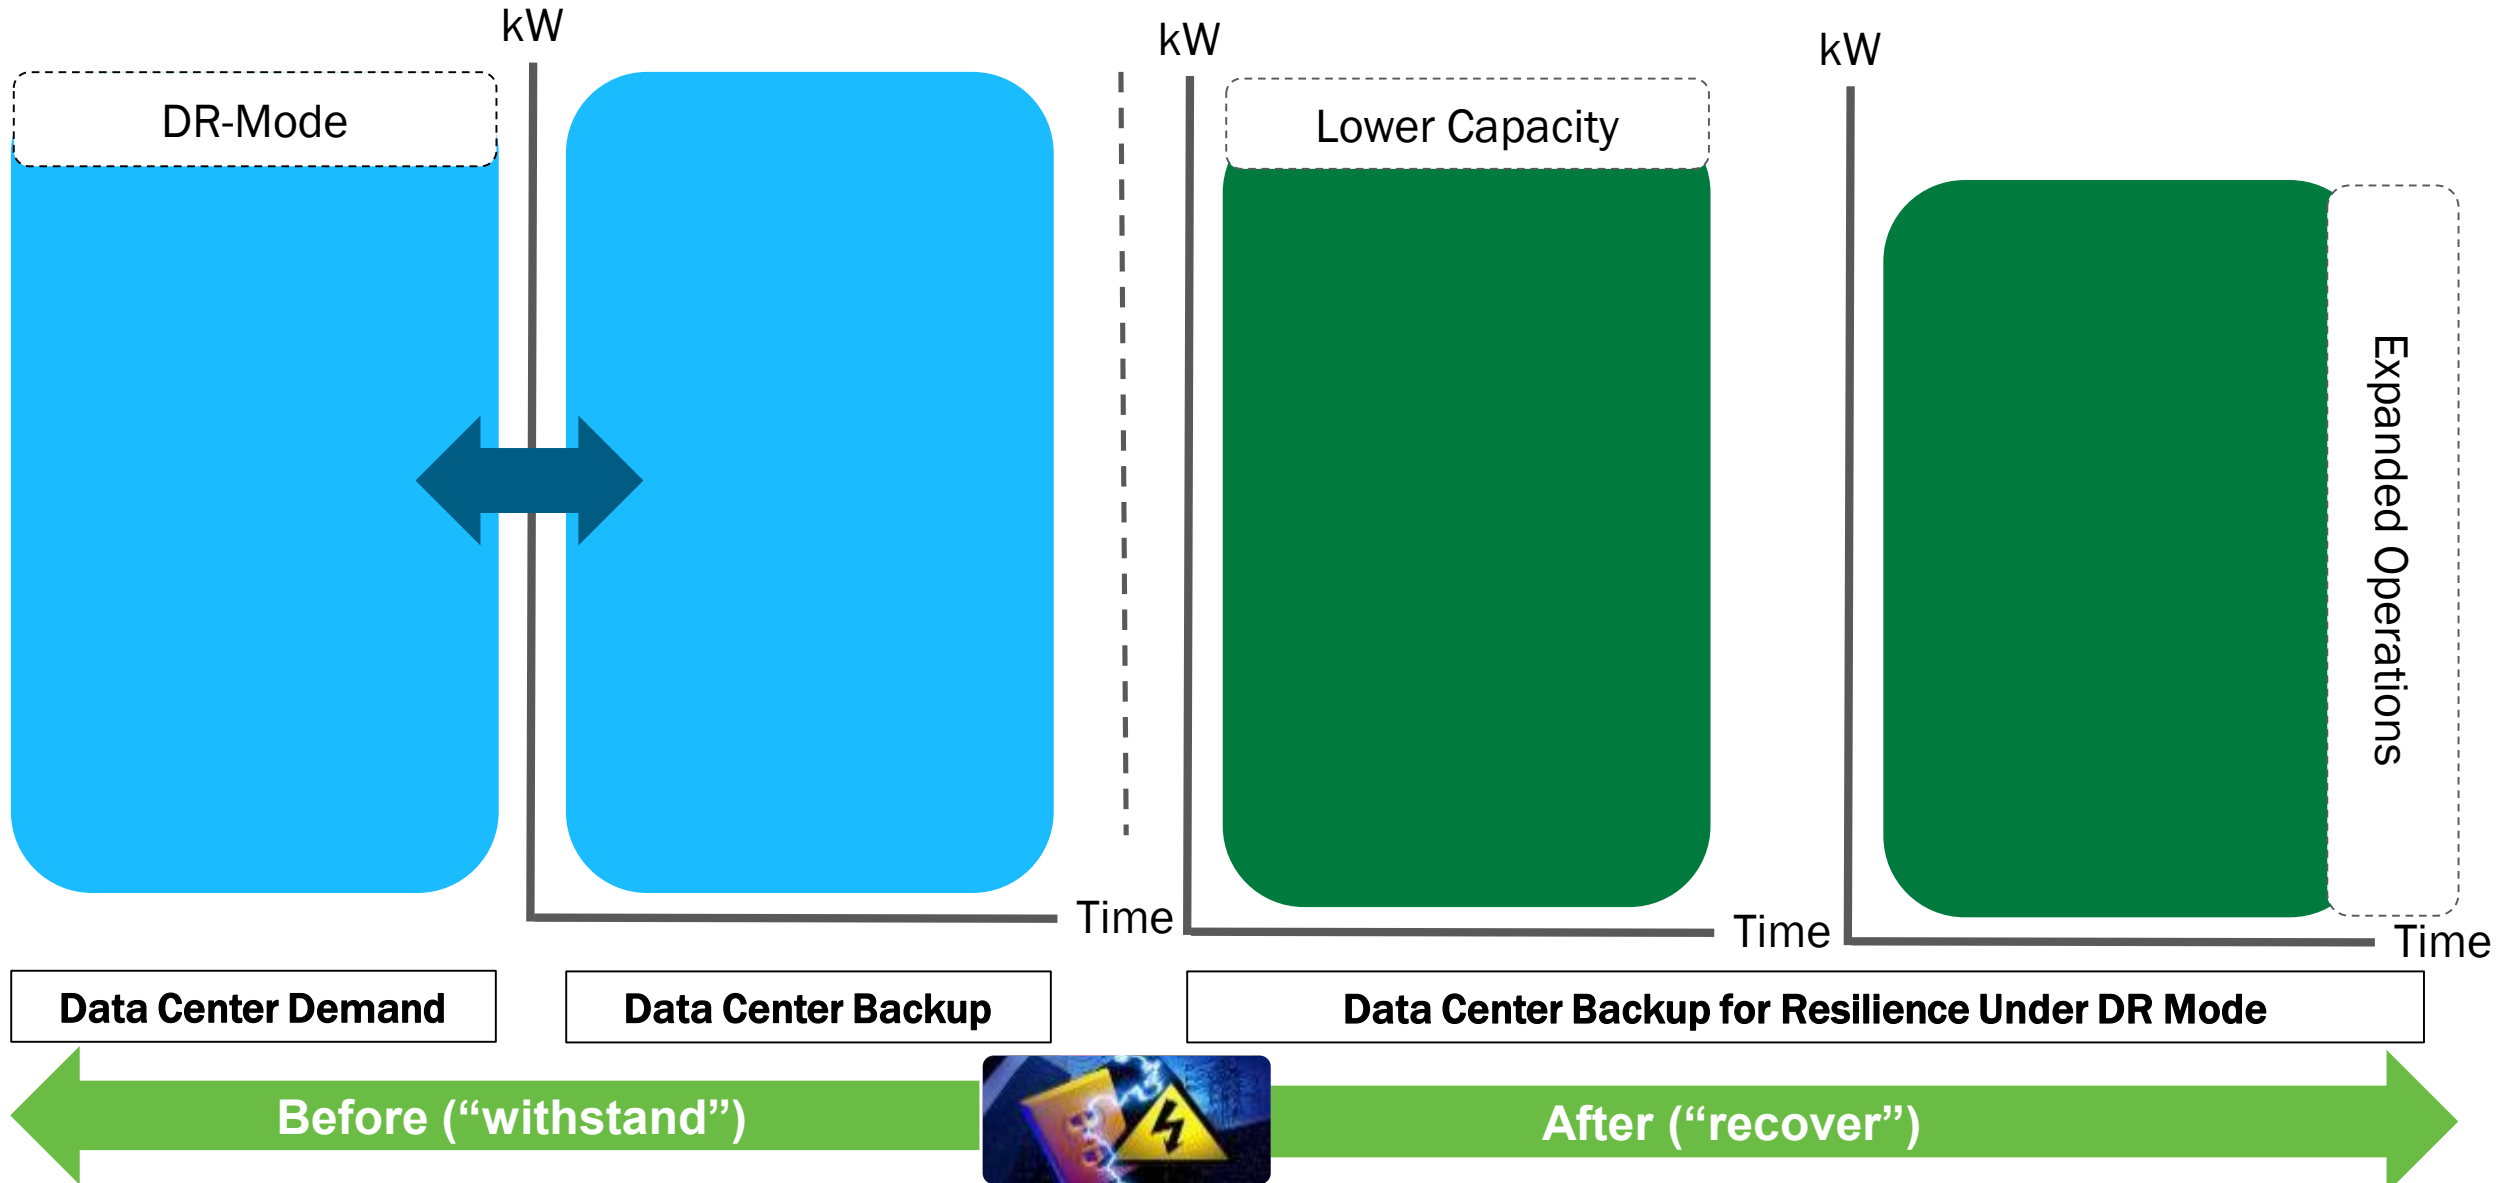 kW
kW
kW
DR-Mode
Lower Capacity
Expanded Operations
Time
Time
Time
Data Center Demand
Data Center Backup
Data Center Backup for Resilience Under DR Mode
Before (“withstand”)
After (“recover”)